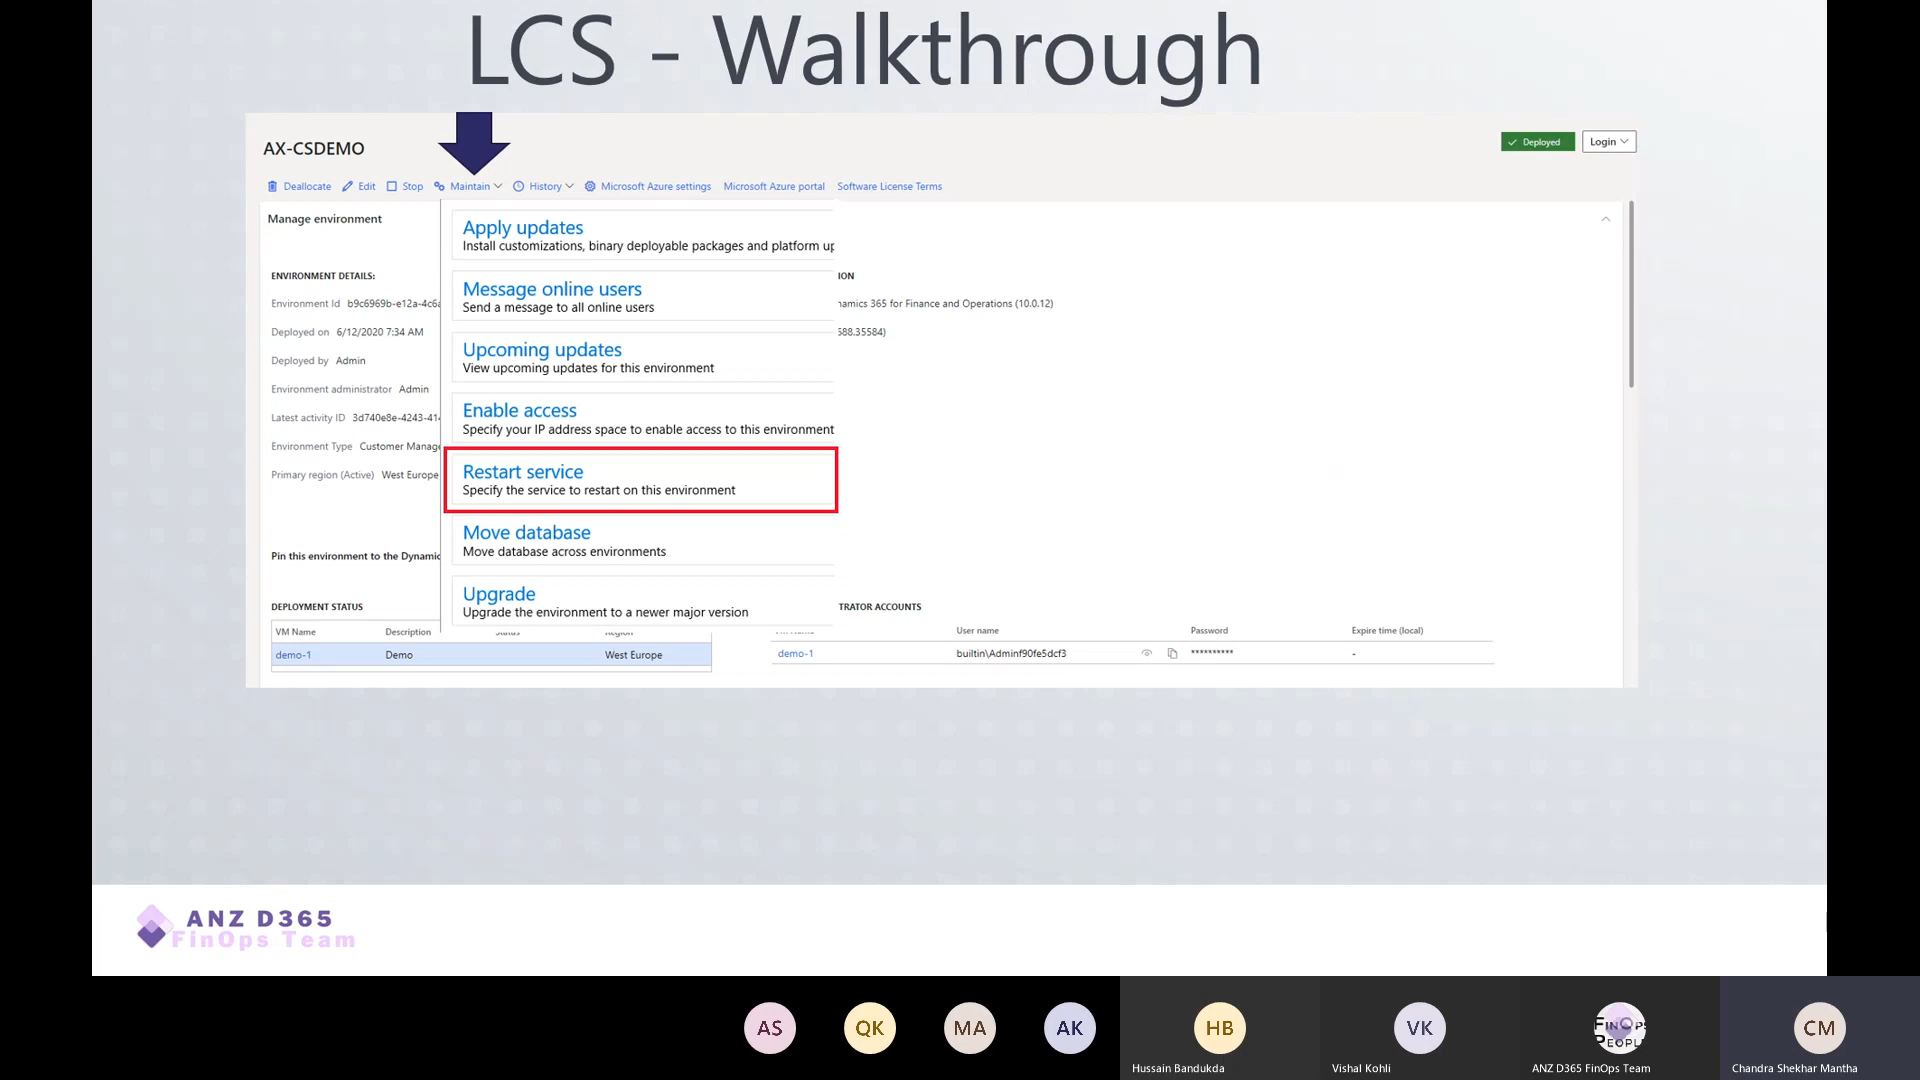 LCS - Walkthrough
AX-CSDEMO
Deployed
Login
Deallocate Edit Stop Maintain History Microsoft Azure settings Microsoft Azure portal Software License Terms
Manage environment
Apply updates
Install customizations, binary deployable packages and platform up
Message online users
Send a message to all online users
Upcoming updates
View upcoming updates for this environment
Enable access
Specify your IP address space to enable access to this environment
Restart service
Specify the service to restart on this environment
Move database
Move database across environments
Upgrade
Upgrade the environment to a newer major version
ENVIRONMENT DETAILS:
Environment Id b9c6969b-e12a-4c6a
Deployed on 6/12/2020 7:34 AM
Deployed by Admin
Environment administrator Admin
Latest activity ID 3d740e8e-4243-414
Environment Type Customer Manage
Primary region (Active) West Europe
ION
namics 365 for Finance and Operations (10.0.12)
588.35584)
Pin this environment to the Dynamic
DEPLOYMENT STATUS
VM Name Description Status Region
demo-1 Demo West Europe
TRATOR ACCOUNTS
User name Password Expire time (local)
demo-1 builtin\Adminf90fe5dcf3 ********** -
ANZ D365
FinOps Team
AS QK MA AK HB VK FINOPS PEOPL CM
Hussain Bandukda Vishal Kohli ANZ D365 FinOps Team Chandra Shekhar Mantha